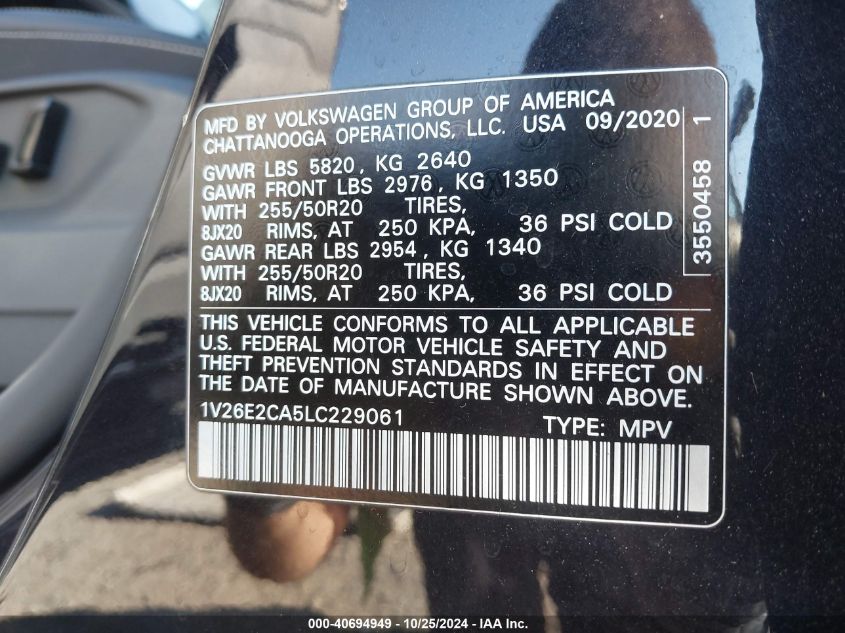 MFD BY VOLKSWAGEN GROUP OF AMERICA
CHATTANOOGA OPERATIONS, LLC. USA 09/2020
GVWR LBS 5820, KG 2640
GAWR FRONT LBS 2976, KG 1350
WITH 255/50R20 TIRES,
8JX20 RIMS, AT 250 KPA, 36 PSI COLD
GAWR REAR LBS 2954, KG 1340
WITH 255/50R20 TIRES,
8JX20 RIMS, AT 250 KPA, 36 PSI COLD
3550458 1
THIS VEHICLE CONFORMS TO ALL APPLICABLE
U.S. FEDERAL MOTOR VEHICLE SAFETY AND
THEFT PREVENTION STANDARDS IN EFFECT ON
THE DATE OF MANUFACTURE SHOWN ABOVE.
1V26E2CA5LC229061 TYPE: MPV
000-40694949 - 10/25/2024 - IAA Inc.